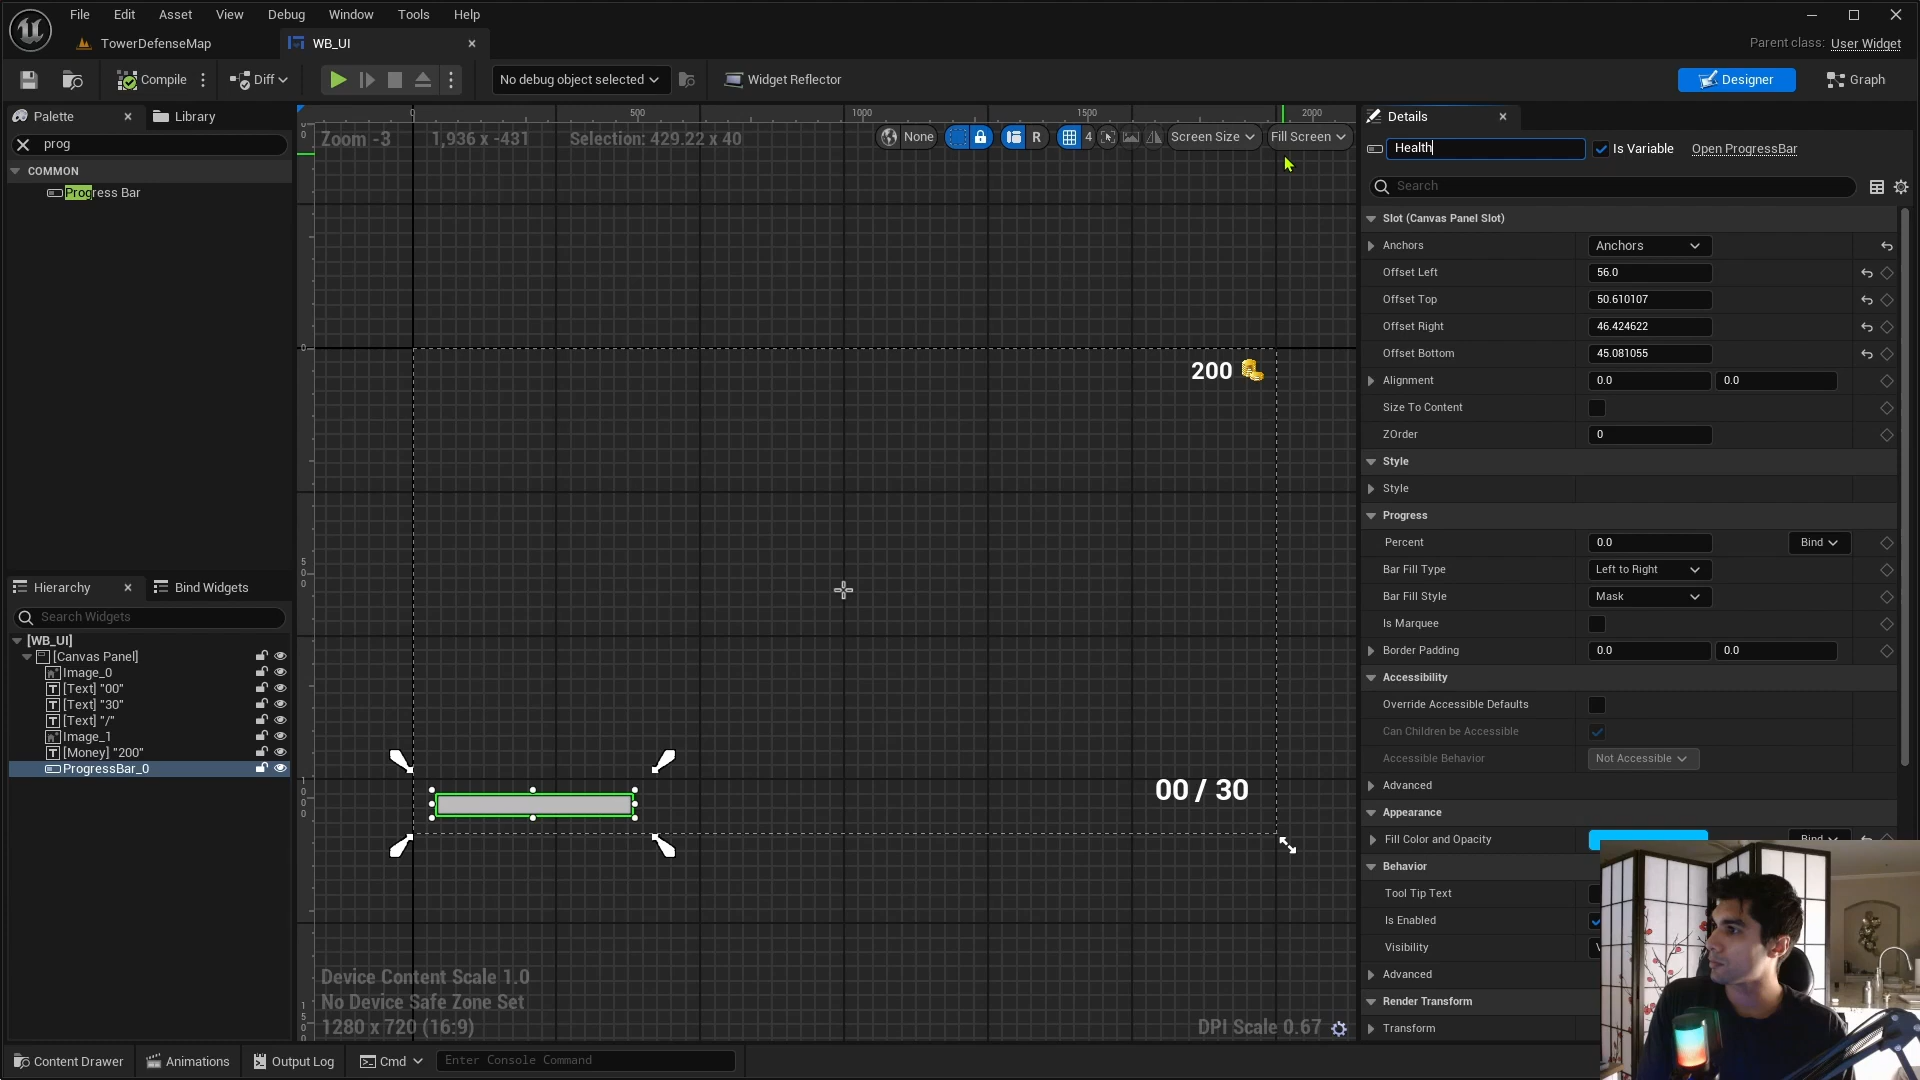 File Edit Asset View Debug Window Tools Help
TowerDefenseMap
WB_UI
Parent class: User Widget
Compile
Diff
No debug object selected
Widget Reflector
Designer
Graph
Palette
Library
prog
COMMON
Progress Bar
Hierarchy
Bind Widgets
Search Widgets
[WB_UI]
[Canvas Panel]
Image_0
[Text] "00"
[Text] "30"
[Text] "/"
Image_1
[Money] "200"
ProgressBar_0
0 500 1000 1500 2000
Zoom -3
1,936 x -431
Selection: 429.22 x 40
None
R
4
Screen Size
Fill Screen
200
00 / 30
Device Content Scale 1.0
No Device Safe Zone Set
1280 x 720 (16:9)
DPI Scale 0.67
Details
Health
Is Variable
Open ProgressBar
Search
Slot (Canvas Panel Slot)
Anchors Anchors
Offset Left 56.0
Offset Top 50.610107
Offset Right 46.424622
Offset Bottom 45.081055
Alignment 0.0 0.0
Size To Content
ZOrder 0
Style
Style
Progress
Percent 0.0 Bind
Bar Fill Type Left to Right
Bar Fill Style Mask
Is Marquee
Border Padding 0.0 0.0
Accessibility
Override Accessible Defaults
Can Children be Accessible
Accessible Behavior Not Accessible
Advanced
Appearance
Fill Color and Opacity
Behavior
Tool Tip Text
Is Enabled
Visibility
Advanced
Render Transform
Transform
Content Drawer
Animations
Output Log
Cmd
Enter Console Command